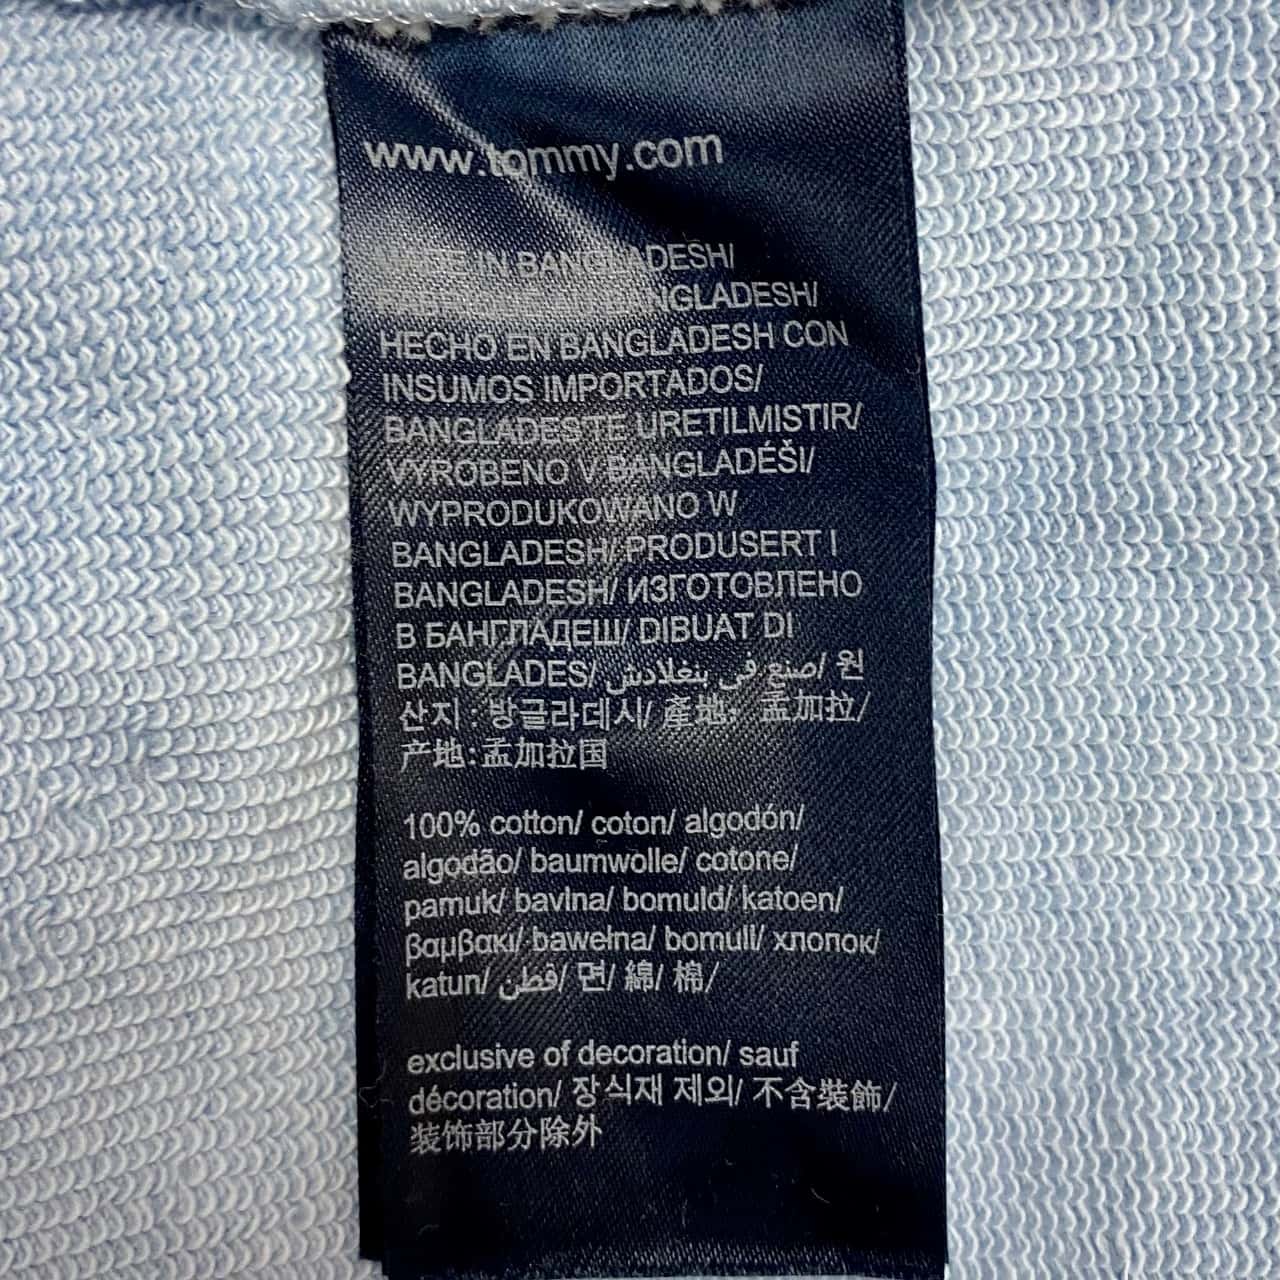 www.tommy.com
MADE IN BANGLADESH/
BANGLADESH/
HECHO EN BANGLADESH CON
INSUMOS IMPORTADOS/
BANGLADESTE URETILMISTIR/
VYROBENO V BANGLADÉŠI/
WYPRODUKOWANO W
BANGLADESH/ PRODUSERT I
BANGLADESH/ ИЗГОТОВЛЕНО
В БАНГЛАДЕШ/ DIBUAT DI
BANGLADES/ صنع في بنغلادش/ 원
산지 : 방글라데시/ 產地: 孟加拉/
产地:孟加拉国
100% cotton/ coton/ algodón/
algodão/ baumwolle/ cotone/
pamuk/ bavlna/ bomuld/ katoen/
βαμβακι/ bawełna/ bomull/ хлопок/
katun/ قطن/ 면/ 綿/ 棉/
exclusive of decoration/ sauf
décoration/ 장식재 제외/ 不含裝飾/
装饰部分除外